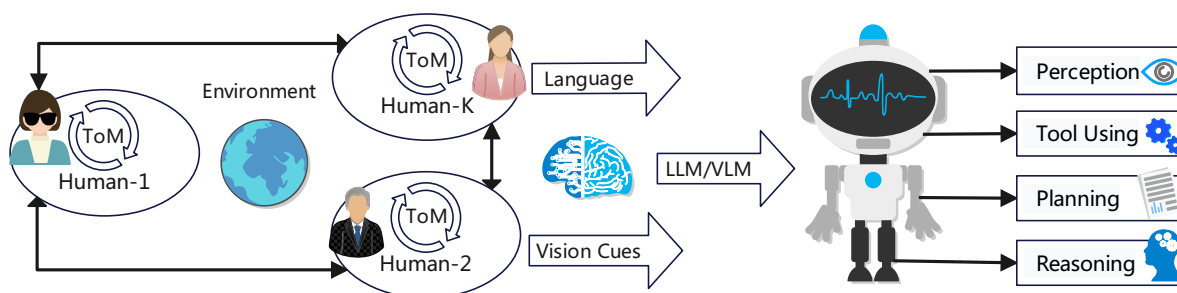 ToM
Human-1
Environment
ToM
Human-K
ToM
Human-2
Language
LLM/VLM
Vision Cues
Perception
Tool Using
Planning
Reasoning